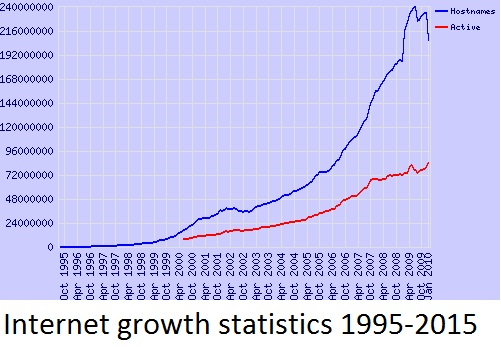 240000000
216000000
192000000
168000000
144000000
120000000
96000000
72000000
48000000
24000000
0
Hostnames
Active
Oct 1995
Apr 1996
Oct 1996
Apr 1997
Oct 1997
Apr 1998
Oct 1998
Apr 1999
Oct 1999
Apr 2000
Oct 2000
Apr 2001
Oct 2001
Apr 2002
Oct 2002
Apr 2003
Oct 2003
Apr 2004
Oct 2004
Apr 2005
Oct 2005
Apr 2006
Oct 2006
Apr 2007
Oct 2007
Apr 2008
Oct 2008
Apr 2009
Oct 2009
Jan 2010
Internet growth statistics 1995-2015